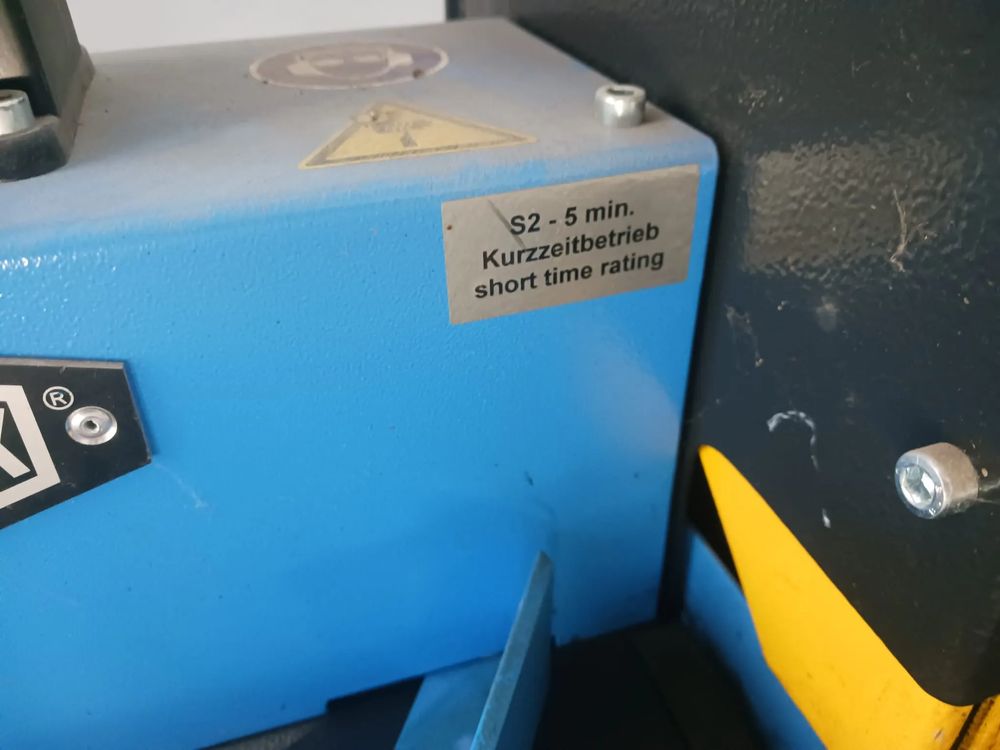 S2 - 5 min.
Kurzzeitbetrieb
short time rating
®